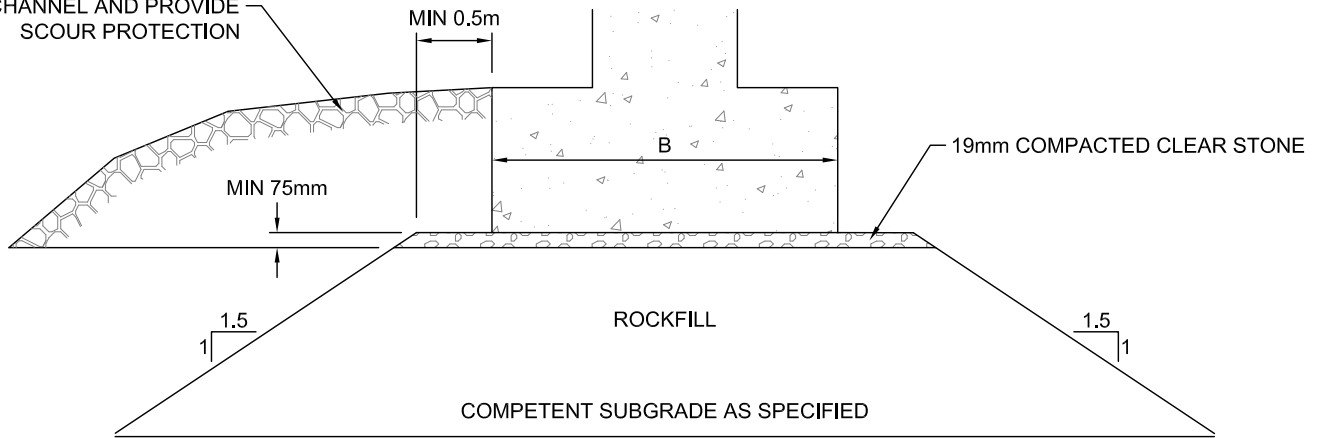 CHANNEL AND PROVIDE
SCOUR PROTECTION
MIN 0.5m
B
19mm COMPACTED CLEAR STONE
MIN 75mm
1.5
1
ROCKFILL
1.5
1
COMPETENT SUBGRADE AS SPECIFIED